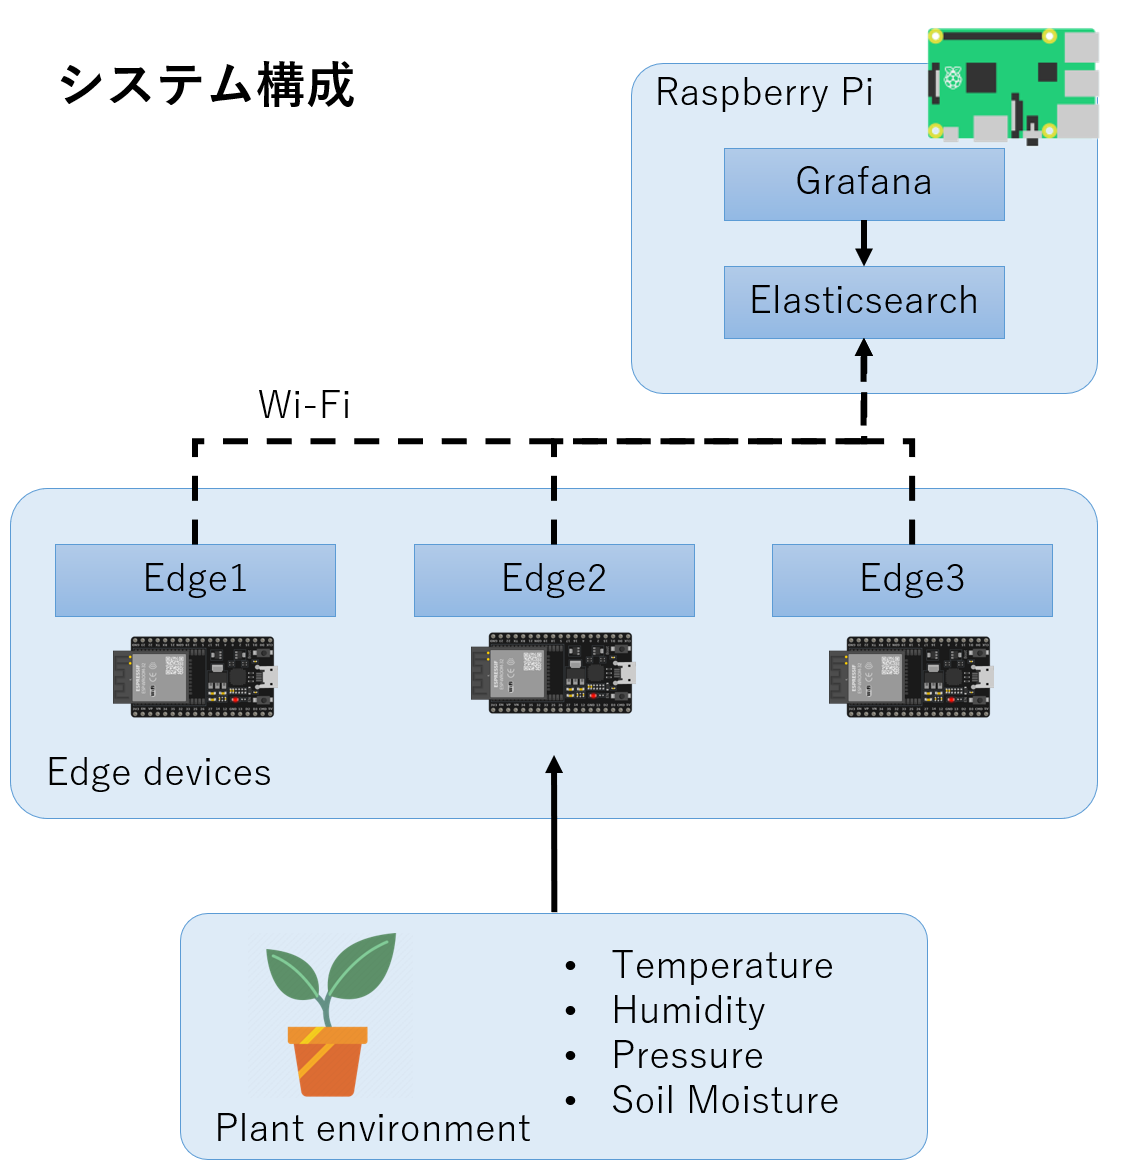 システム構成
Raspberry Pi
Grafana
Elasticsearch
Wi-Fi
Edge1
Edge2
Edge3
Edge devices
• Temperature
• Humidity
• Pressure
• Soil Moisture
Plant environment